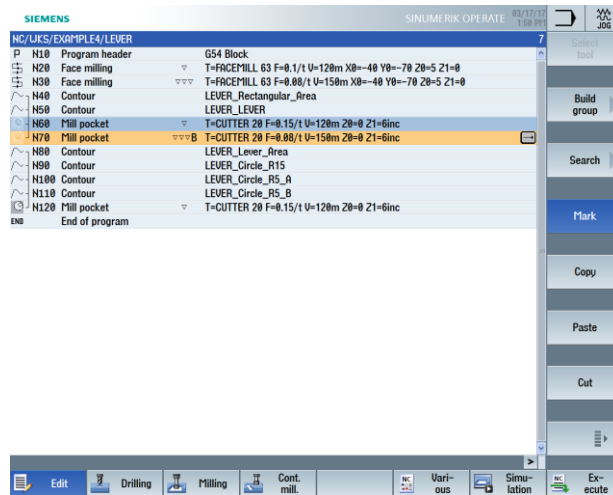 SIEMENS SINUMERIK OPERATE 03/17/17 1:50 PM
JOG
NC/WKS/EXAMPLE4/LEVER 7
Select tool
P N10 Program header G54 Block
N20 Face milling ▽ T=FACEMILL 63 F=0.1/t V=120m X0=-40 Y0=-70 Z0=5 Z1=0
N30 Face milling ▽▽▽ T=FACEMILL 63 F=0.08/t V=150m X0=-40 Y0=-70 Z0=5 Z1=0
N40 Contour LEVER_Rectangular_Area
N50 Contour LEVER_LEVER
N60 Mill pocket ▽ T=CUTTER 20 F=0.15/t V=120m Z0=0 Z1=6inc
N70 Mill pocket ▽▽▽B T=CUTTER 20 F=0.08/t V=150m Z0=0 Z1=6inc
N80 Contour LEVER_Lever_Area
N90 Contour LEVER_Circle_R15
N100 Contour LEVER_Circle_R5_A
N110 Contour LEVER_Circle_R5_B
N120 Mill pocket ▽ T=CUTTER 20 F=0.15/t V=120m Z0=0 Z1=6inc
END End of program
Build
group
Search
Mark
Copy
Paste
Cut
Edit Drilling Milling Cont. mill. NC Vari- ous Simu- lation NC Ex- ecute